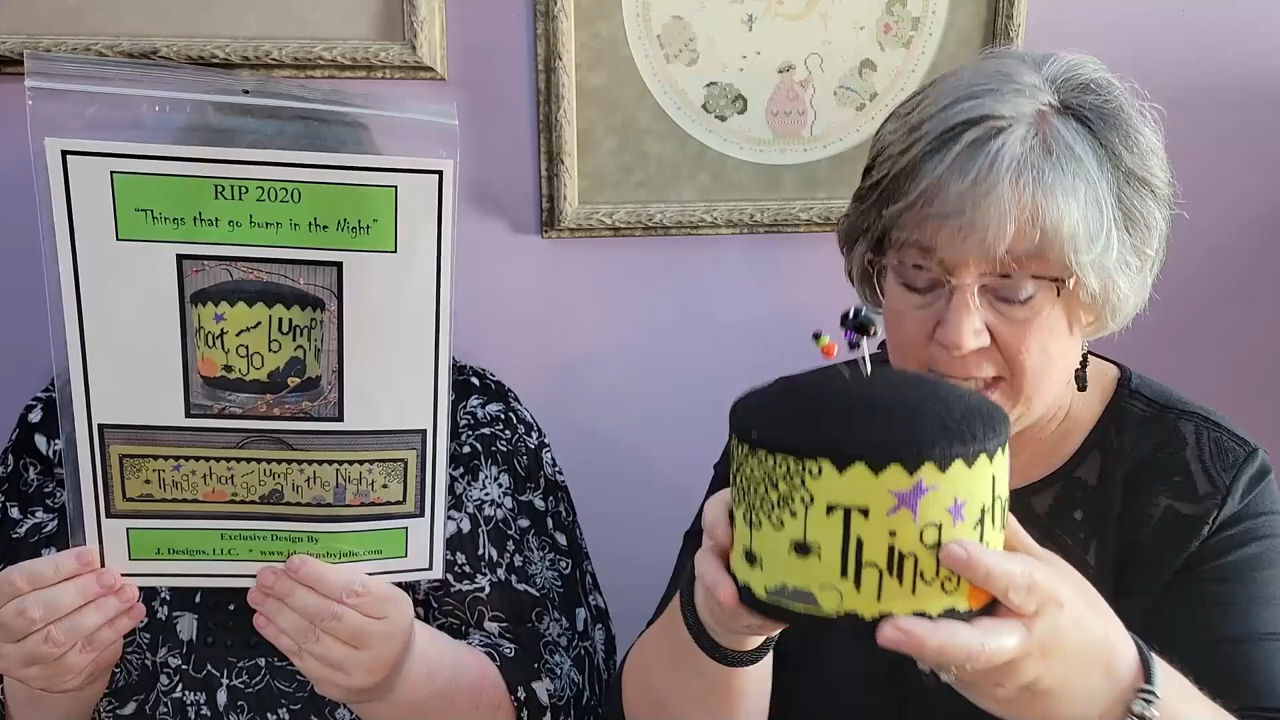 RIP 2020
"Things that go bump in the Night"
that go bump in
Things that go bump in the Night
Exclusive Design By
J. Designs, LLC. * www.jdesignsbyjulie.com
Things